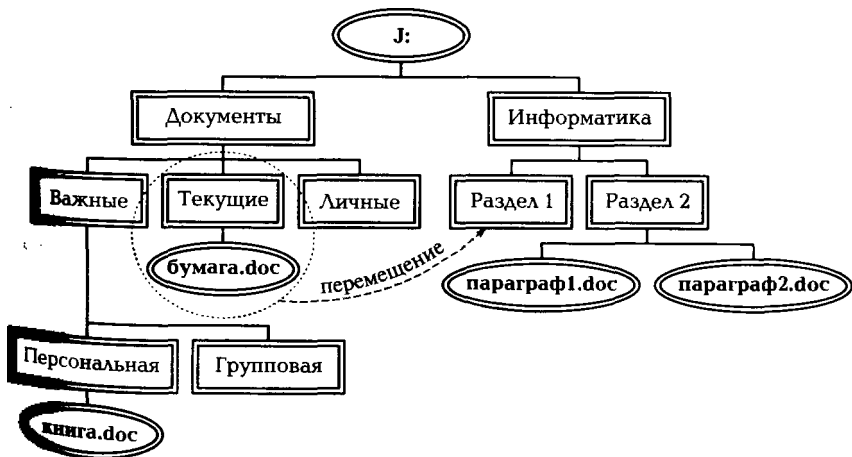 J:
Документы
Информатика
Важные
Текущие
Личные
Раздел 1
Раздел 2
бумага.doc
перемещение
параграф1.doc
параграф2.doc
Персональная
Групповая
книга.doc